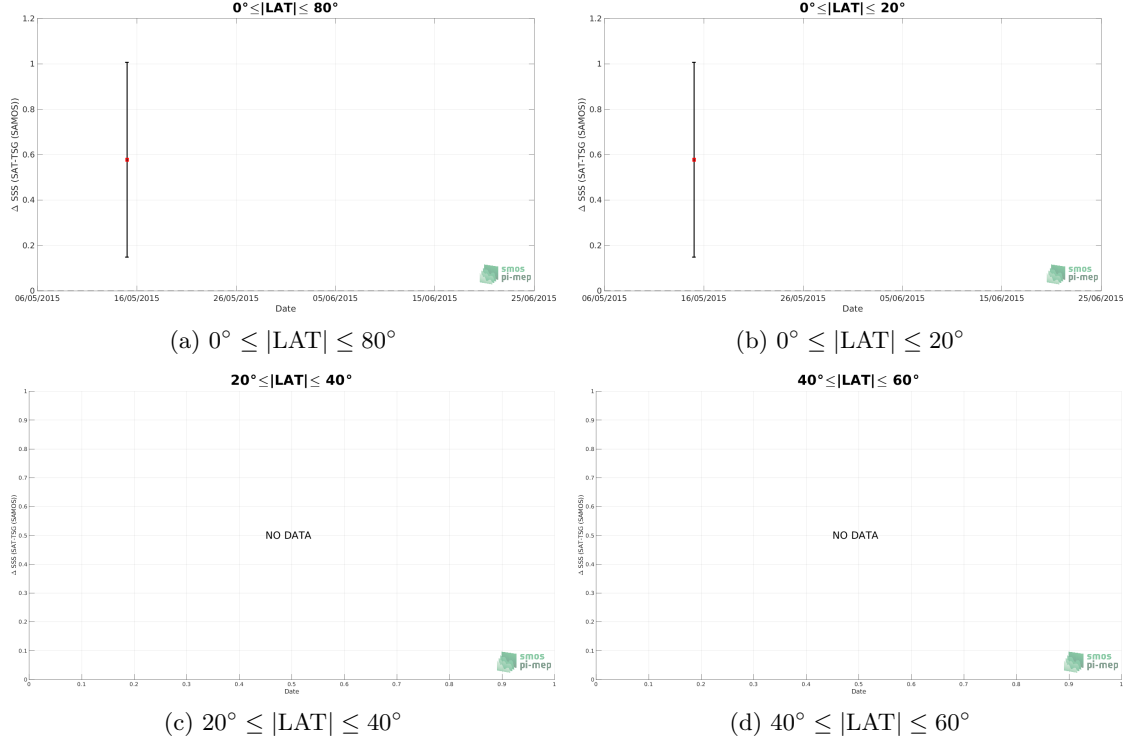 0°≤|LAT|≤ 80°
1.2
1
0.8
0.6
0.4
0.2
0
Δ SSS (SAT-TSG (SAMOS))
06/05/2015 16/05/2015 26/05/2015 05/06/2015 15/06/2015 25/06/2015
Date
smos
pi-mep
(a) 0° ≤ |LAT| ≤ 80°
0°≤|LAT|≤ 20°
1.2
1
0.8
0.6
0.4
0.2
0
Δ SSS (SAT-TSG (SAMOS))
06/05/2015 16/05/2015 26/05/2015 05/06/2015 15/06/2015 25/06/2015
Date
smos
pi-mep
(b) 0° ≤ |LAT| ≤ 20°
20°≤|LAT|≤ 40°
1
0.9
0.8
0.7
0.6
0.5
0.4
0.3
0.2
0.1
0
Δ SSS (SAT-TSG (SAMOS))
NO DATA
0 0.1 0.2 0.3 0.4 0.5 0.6 0.7 0.8 0.9 1
Date
smos
pi-mep
(c) 20° ≤ |LAT| ≤ 40°
40°≤|LAT|≤ 60°
1
0.9
0.8
0.7
0.6
0.5
0.4
0.3
0.2
0.1
0
Δ SSS (SAT-TSG (SAMOS))
NO DATA
0 0.1 0.2 0.3 0.4 0.5 0.6 0.7 0.8 0.9 1
Date
smos
pi-mep
(d) 40° ≤ |LAT| ≤ 60°